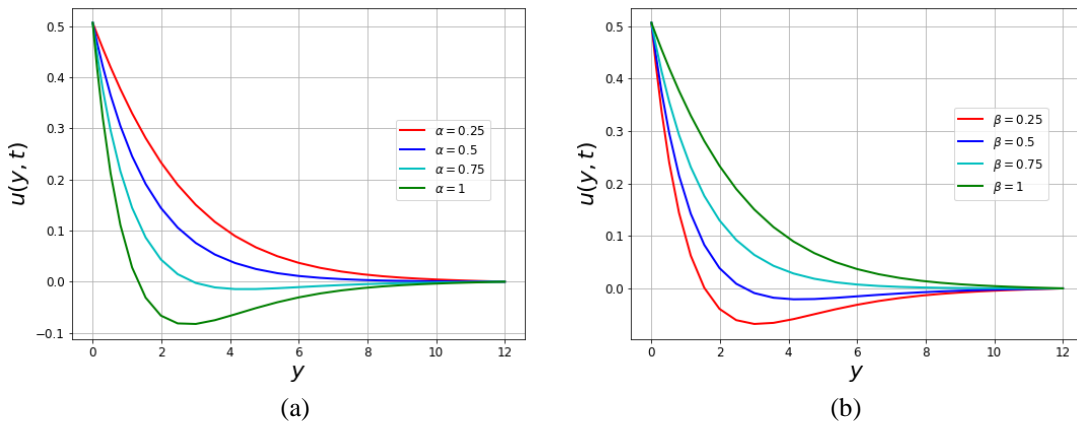 0.5
0.4
0.3
0.2
0.1
0.0
−0.1
u(y, t)
α = 0.25
α = 0.5
α = 0.75
α = 1
0 2 4 6 8 10 12
y
(a)
0.5
0.4
0.3
0.2
0.1
0.0
u(y, t)
β = 0.25
β = 0.5
β = 0.75
β = 1
0 2 4 6 8 10 12
y
(b)